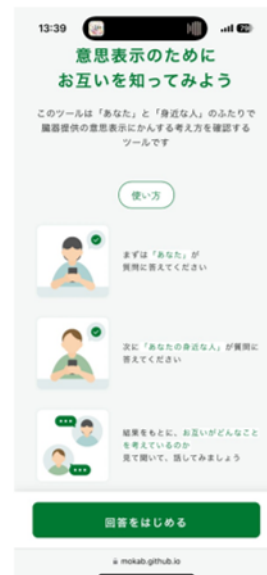 13:39
意思表示のために
お互いを知ってみよう
このツールは「あなた」と「身近な人」のふたりで
臓器提供の意思表示にかんする考え方を確認する
ツールです
使い方
まずは「あなた」が
質問に答えてください
次に「あなたの身近な人」が質問に
答えてください
結果をもとに、お互いがどんなこと
を考えているのか
見て聞いて、話してみましょう
回答をはじめる
mokab.github.io